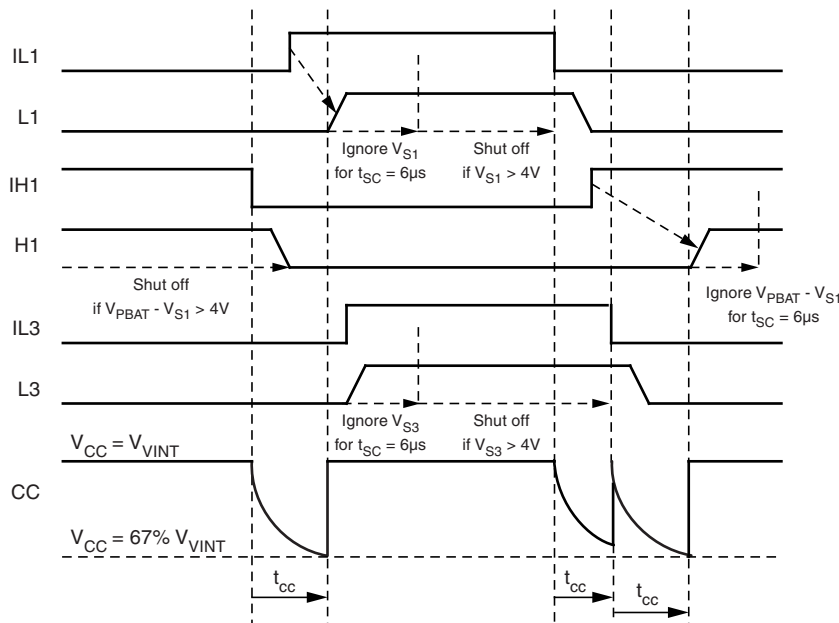 IL1
L1
Ignore VS1
for tSC = 6μs
Shut off
if VS1 > 4V
IH1
H1
Shut off
if VPBAT - VS1 > 4V
Ignore VPBAT - VS1
for tSC = 6μs
IL3
L3
Ignore VS3
for tSC = 6μs
Shut off
if VS3 > 4V
VCC = VVINT
CC
VCC = 67% VVINT
tcc
tcc
tcc